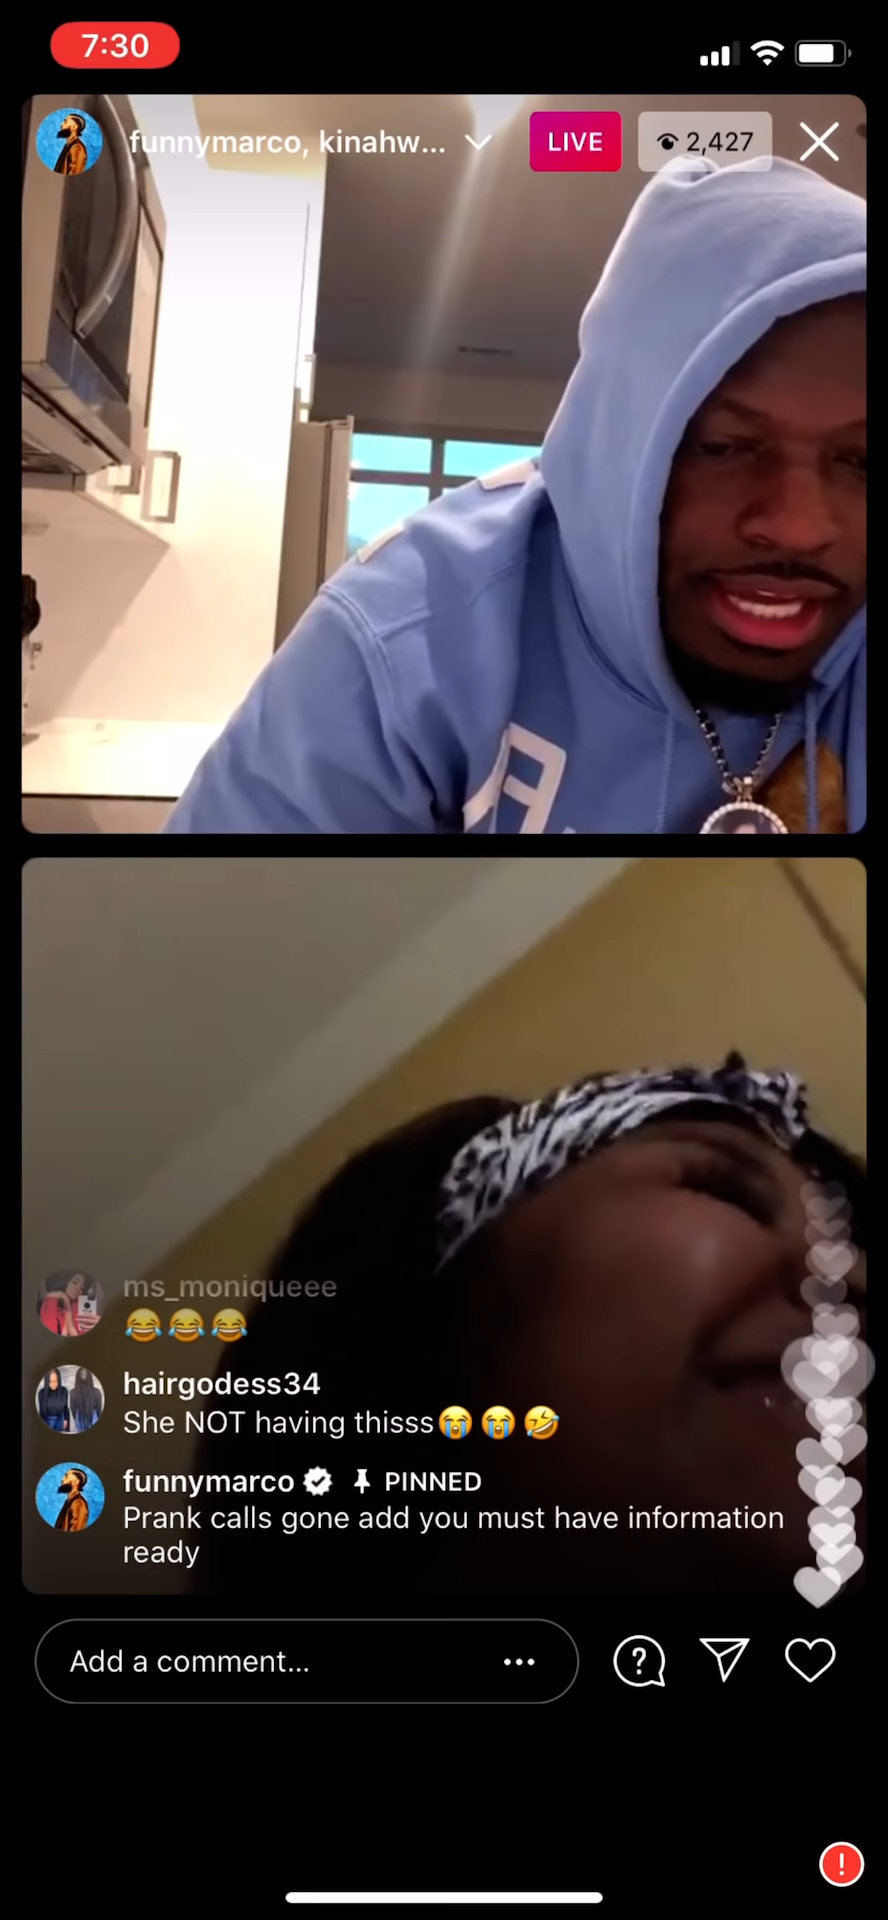 7:30
funnymarco, kinahw...
LIVE
2,427
ms_moniqueee
😂😂😂
hairgodess34
She NOT having thisss😭😭🤣
funnymarco PINNED
Prank calls gone add you must have information
ready
Add a comment...